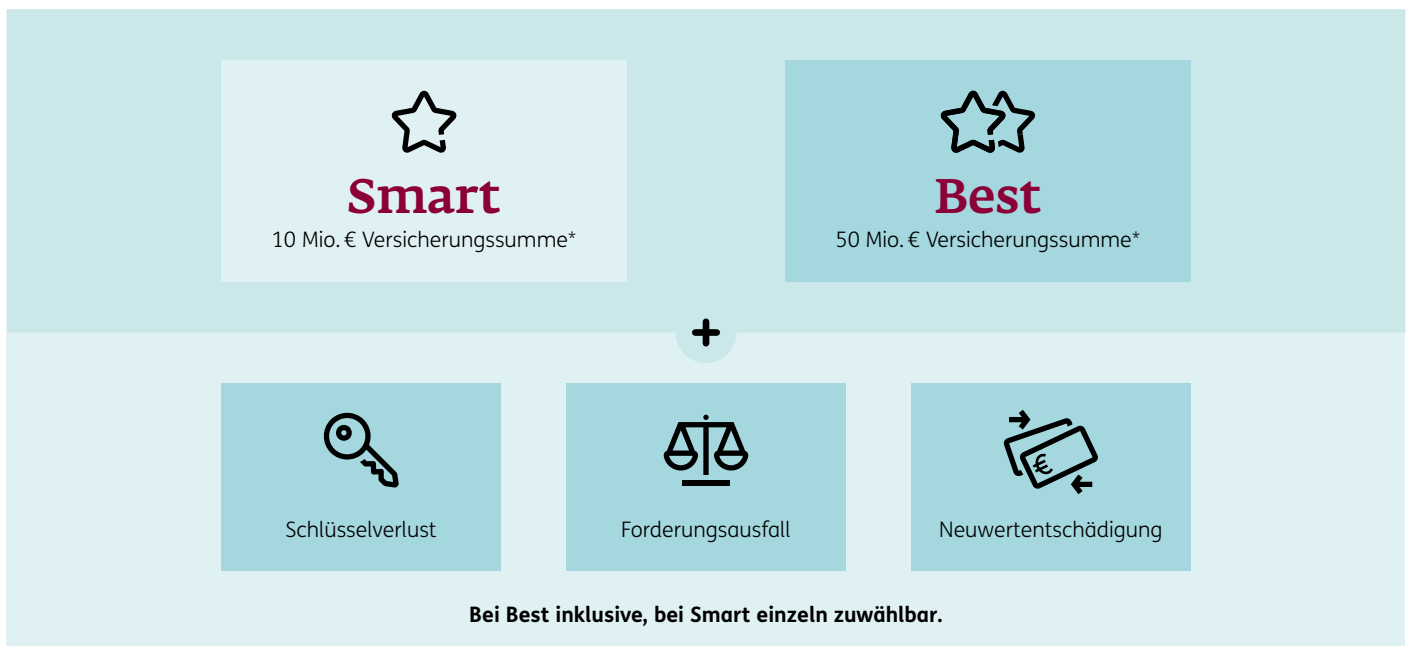 Smart
10 Mio. € Versicherungssumme*
Best
50 Mio. € Versicherungssumme*
Schlüsselverlust
Forderungsausfall
€
Neuwertentschädigung
Bei Best inklusive, bei Smart einzeln zuwählbar.